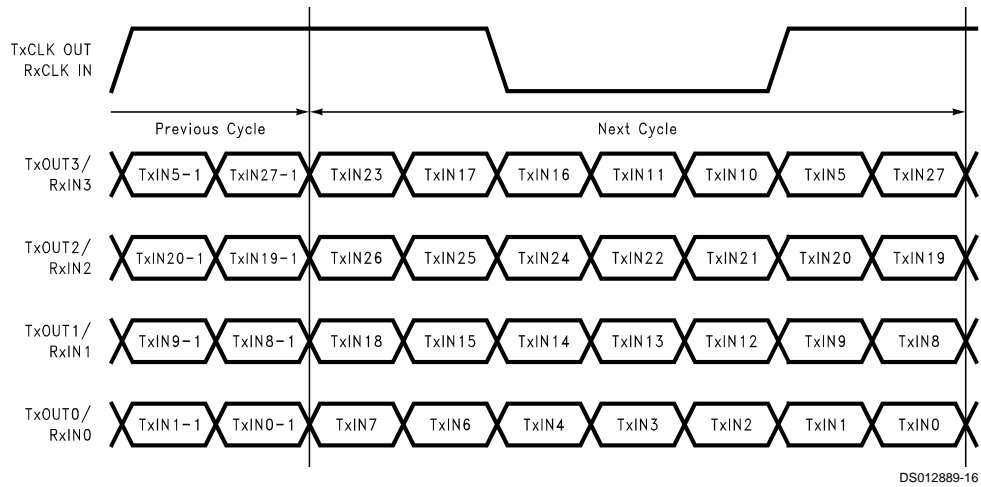 TxCLK OUT
RxCLK IN
Previous Cycle Next Cycle
TxOUT3/
RxIN3
TxIN5-1 TxIN27-1 TxIN23 TxIN17 TxIN16 TxIN11 TxIN10 TxIN5 TxIN27
TxOUT2/
RxIN2
TxIN20-1 TxIN19-1 TxIN26 TxIN25 TxIN24 TxIN22 TxIN21 TxIN20 TxIN19
TxOUT1/
RxIN1
TxIN9-1 TxIN8-1 TxIN18 TxIN15 TxIN14 TxIN13 TxIN12 TxIN9 TxIN8
TxOUT0/
RxIN0
TxIN1-1 TxIN0-1 TxIN7 TxIN6 TxIN4 TxIN3 TxIN2 TxIN1 TxIN0
DS012889-16